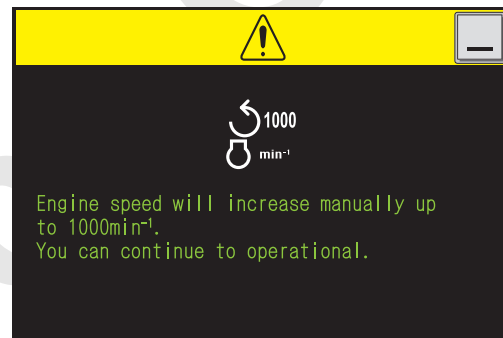 1000
min⁻¹
Engine speed will increase manually up
to 1000min⁻¹.
You can continue to operational.